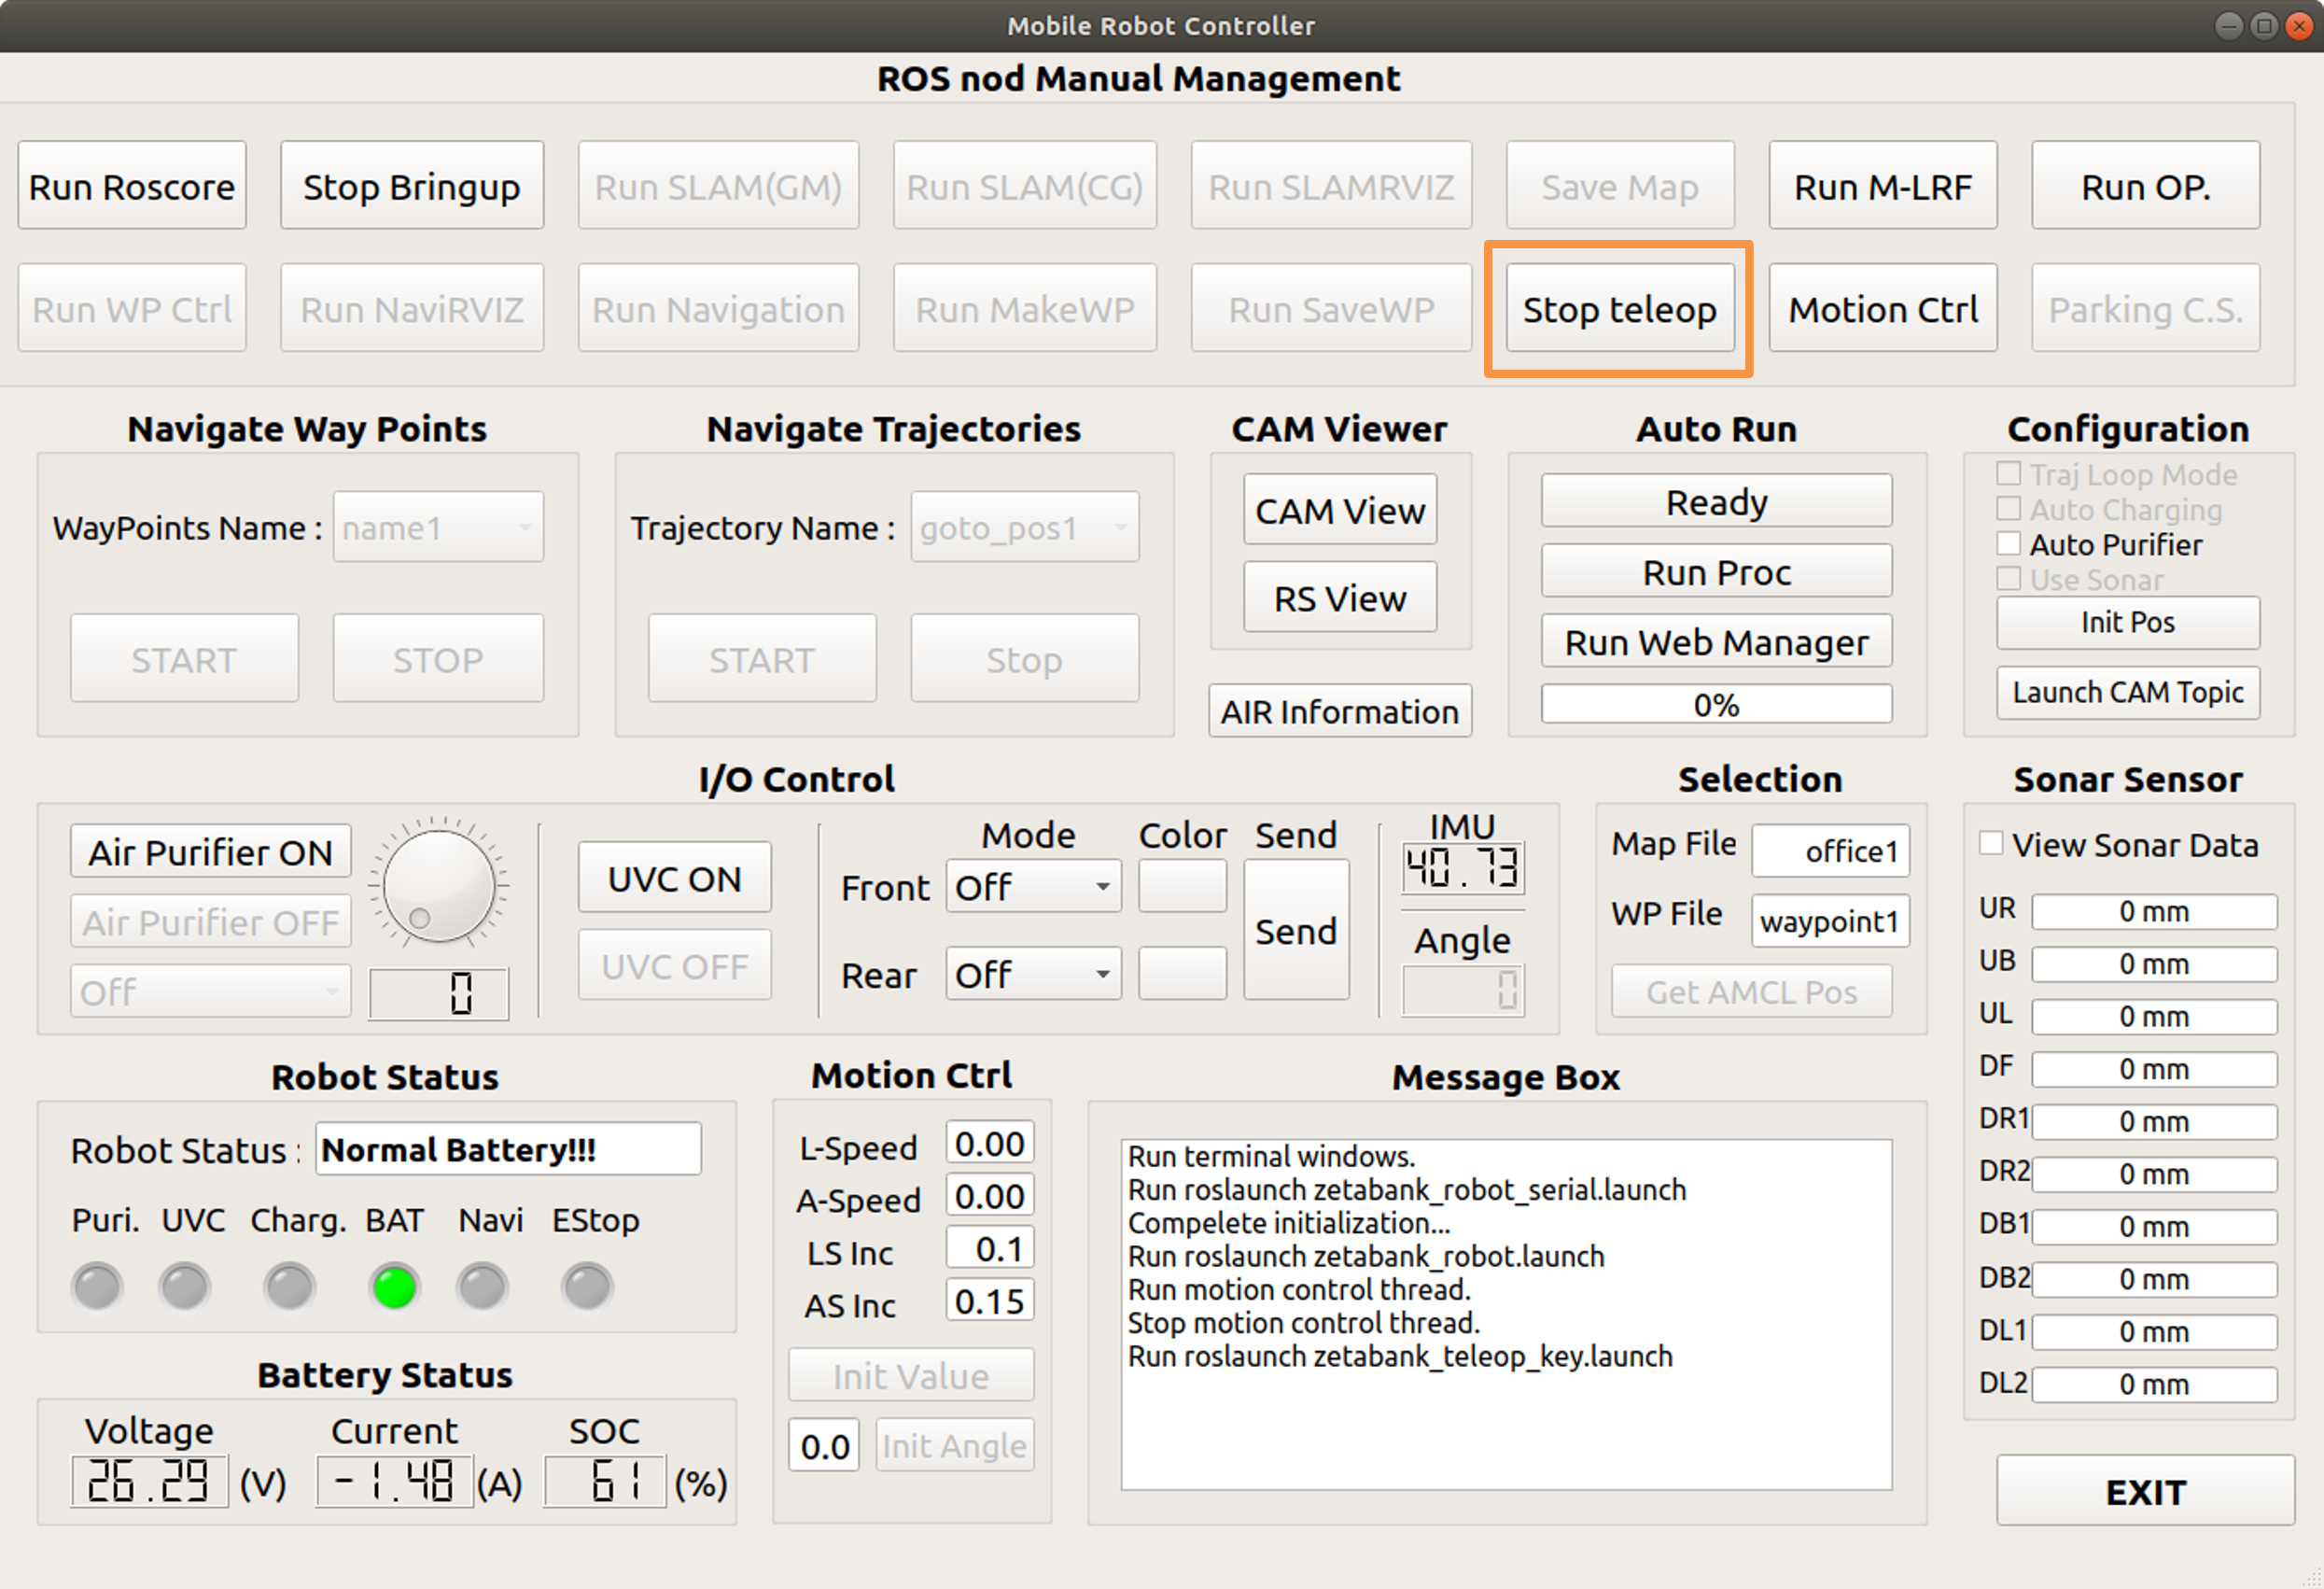 Mobile Robot Controller
ROS nod Manual Management
Run Roscore Stop Bringup Run SLAM(GM) Run SLAM(CG) Run SLAMRVIZ Save Map Run M-LRF Run OP.
Run WP Ctrl Run NaviRVIZ Run Navigation Run MakeWP Run SaveWP Stop teleop Motion Ctrl Parking C.S.
Navigate Way Points
WayPoints Name : name1
START STOP
Navigate Trajectories
Trajectory Name : goto_pos1
START Stop
CAM Viewer
CAM View
RS View
AIR Information
Auto Run
Ready
Run Proc
Run Web Manager
0%
Configuration
Traj Loop Mode
Auto Charging
Auto Purifier
Use Sonar
Init Pos
Launch CAM Topic
I/O Control
Air Purifier ON
Air Purifier OFF
Off
0
UVC ON
UVC OFF
Mode Color Send
Front Off
Rear Off
Send
IMU
40.73
Angle
0
Selection
Map File office1
WP File waypoint1
Get AMCL Pos
Sonar Sensor
View Sonar Data
UR 0 mm
UB 0 mm
UL 0 mm
DF 0 mm
DR1 0 mm
DR2 0 mm
DB1 0 mm
DB2 0 mm
DL1 0 mm
DL2 0 mm
Robot Status
Robot Status : Normal Battery!!!
Puri. UVC Charg. BAT Navi EStop
Battery Status
Voltage Current SOC
26.29 (V) -1.48 (A) 61 (%)
Motion Ctrl
L-Speed 0.00
A-Speed 0.00
LS Inc 0.1
AS Inc 0.15
Init Value
0.0 Init Angle
Message Box
Run terminal windows.
Run roslaunch zetabank_robot_serial.launch
Compelete initialization...
Run roslaunch zetabank_robot.launch
Run motion control thread.
Stop motion control thread.
Run roslaunch zetabank_teleop_key.launch
EXIT